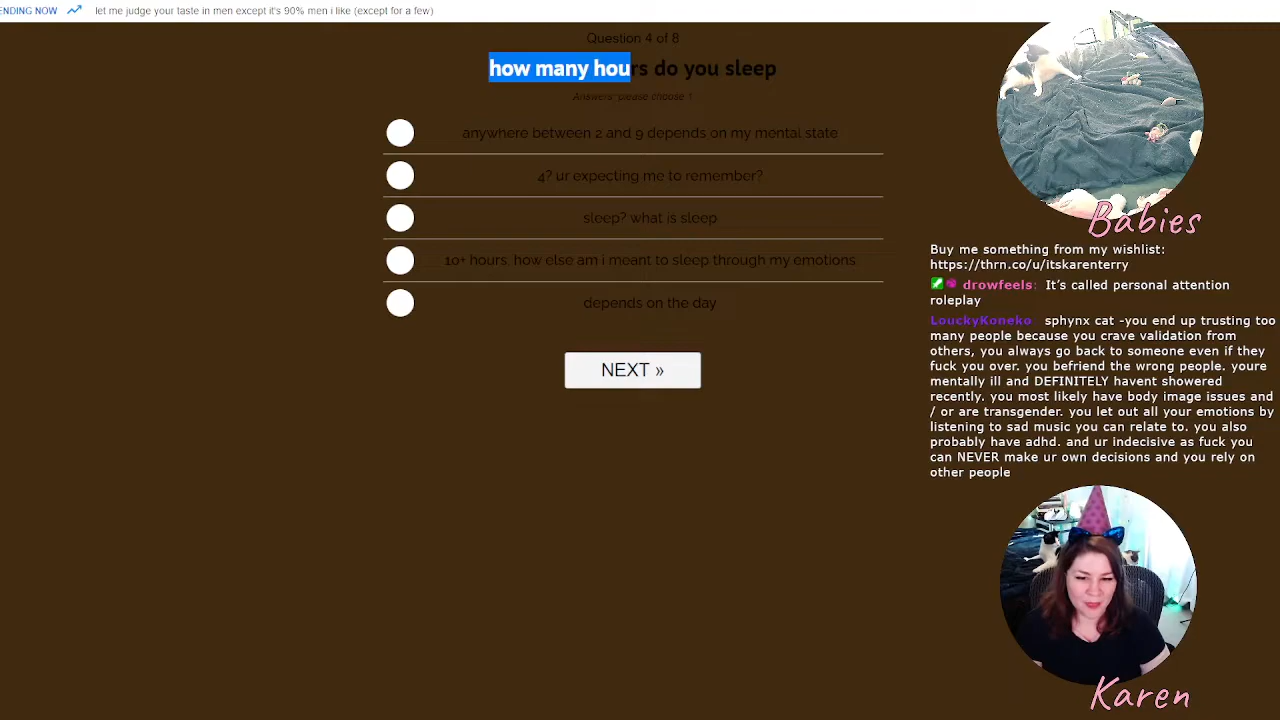 ENDING NOW let me judge your taste in men except it's 90% men i like (except for a few)
Question 4 of 8
how many hours do you sleep
Answers: please choose 1
anywhere between 2 and 9 depends on my mental state
4? ur expecting me to remember?
sleep? what is sleep
10+ hours, how else am i meant to sleep through my emotions
depends on the day
NEXT »
Babies
Buy me something from my wishlist:
https://thrn.co/u/itskarenterry
drowfeels: It's called personal attention
roleplay
LouckyKoneko sphynx cat -you end up trusting too
many people because you crave validation from
others, you always go back to someone even if they
fuck you over. you befriend the wrong people. youre
mentally ill and DEFINITELY havent showered
recently. you most likely have body image issues and
/ or are transgender. you let out all your emotions by
listening to sad music you can relate to. you also
probably have adhd. and ur indecisive as fuck you
can NEVER make ur own decisions and you rely on
other people
Karen